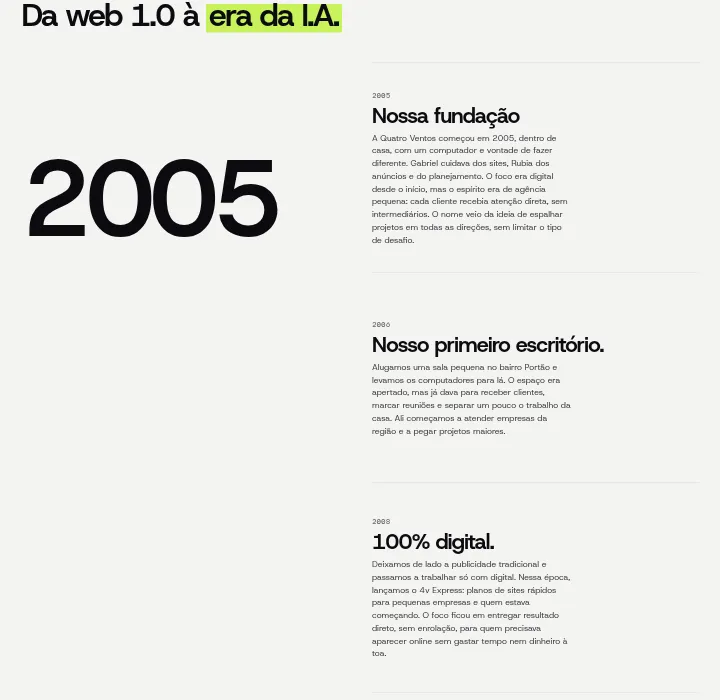 Da web 1.0 à era da I.A.
2005
2005
Nossa fundação
A Quatro Ventos começou em 2005, dentro de
casa, com um computador e vontade de fazer
diferente. Gabriel cuidava dos sites, Rubia dos
anúncios e do planejamento. O foco era digital
desde o início, mas o espírito era de agência
pequena: cada cliente recebia atenção direta, sem
intermediários. O nome veio da ideia de espalhar
projetos em todas as direções, sem limitar o tipo
de desafio.
2006
Nosso primeiro escritório.
Alugamos uma sala pequena no bairro Portão e
levamos os computadores para lá. O espaço era
apertado, mas já dava para receber clientes,
marcar reuniões e separar um pouco o trabalho da
casa. Ali começamos a atender empresas da
região e a pegar projetos maiores.
2008
100% digital.
Deixamos de lado a publicidade tradicional e
passamos a trabalhar só com digital. Nessa época,
lançamos o 4v Express: planos de sites rápidos
para pequenas empresas e quem estava
começando. O foco ficou em entregar resultado
direto, sem enrolação, para quem precisava
aparecer online sem gastar tempo nem dinheiro à
toa.